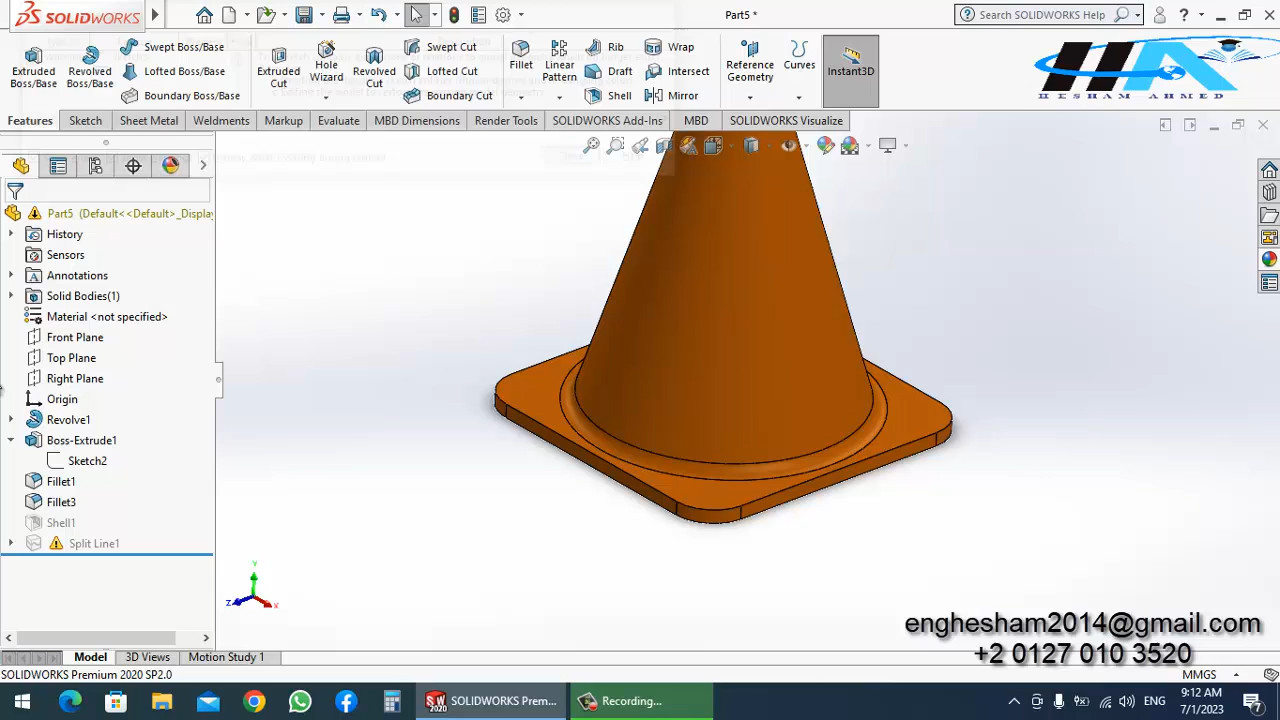 SOLIDWORKS
Part5 *
Search SOLIDWORKS Help
?
Extruded Boss/Base
Revolved Boss/Base
Swept Boss/Base
Lofted Boss/Base
Boundary Boss/Base
Extruded Cut
Hole Wizard
Revolved Cut
Swept Cut
Lofted Cut
Boundary Cut
Fillet
Linear Pattern
Rib
Draft
Shell
Wrap
Intersect
Mirror
Reference Geometry
Curves
Instant3D
HA
HESHAM AHMED
Features
Sketch
Sheet Metal
Weldments
Markup
Evaluate
MBD Dimensions
Render Tools
SOLIDWORKS Add-Ins
MBD
SOLIDWORKS Visualize
Part5 (Default<<Default>_Displa
History
Sensors
Annotations
Solid Bodies(1)
Material <not specified>
Front Plane
Top Plane
Right Plane
Origin
Revolve1
Boss-Extrude1
Sketch2
Fillet1
Fillet3
Shell1
Split Line1
Y
Z
X
enghesham2014@gmail.com
+2 0127 010 3520
Model
3D Views
Motion Study 1
SOLIDWORKS Premium 2020 SP2.0
MMGS
SW 2020
SOLIDWORKS Prem...
Recording...
ENG
9:12 AM
7/1/2023
7